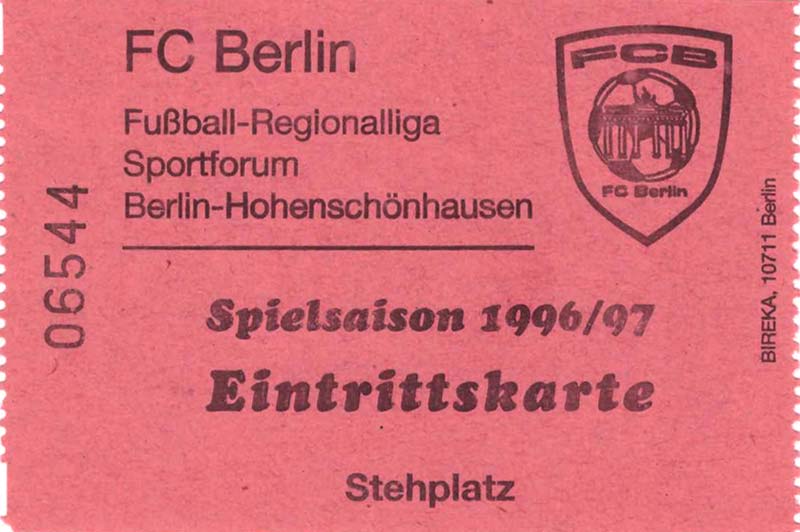 FC Berlin
Fußball-Regionalliga
Sportforum
Berlin-Hohenschönhausen
FCB
FC Berlin
06544
Spielsaison 1996/97
Eintrittskarte
Stehplatz
BIREKA, 10711 Berlin